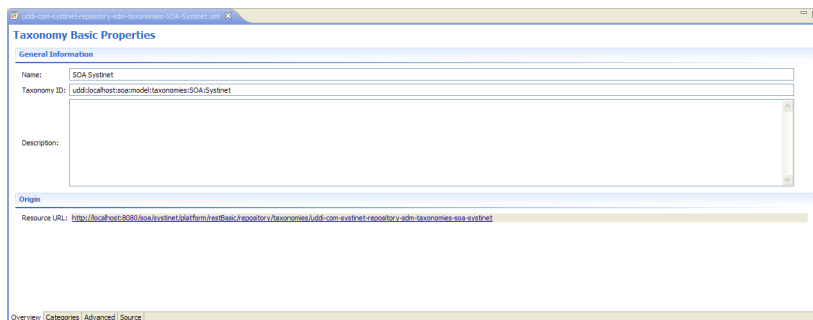 uddi-com-systinet-repository-sdm-taxonomies-SOA-Systinet.xml
Taxonomy Basic Properties
General Information
Name: SOA Systinet
Taxonomy ID: uddi:localhost:soa:model:taxonomies:SOA:Systinet
Description:
Origin
Resource URL: http://localhost:8080/soa/systinet/platform/restBasic/repository/taxonomies/uddi-com-systinet-repository-sdm-taxonomies-soa-systinet
Overview Categories Advanced Source